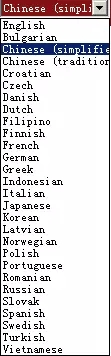 Chinese (simpli
English
Bulgarian
Chinese (simplifie
Chinese (tradition
Croatian
Czech
Danish
Dutch
Filipino
Finnish
French
German
Greek
Indonesian
Italian
Japanese
Korean
Latvian
Norwegian
Polish
Portuguese
Romanian
Russian
Slovak
Spanish
Swedish
Turkish
Vietnamese